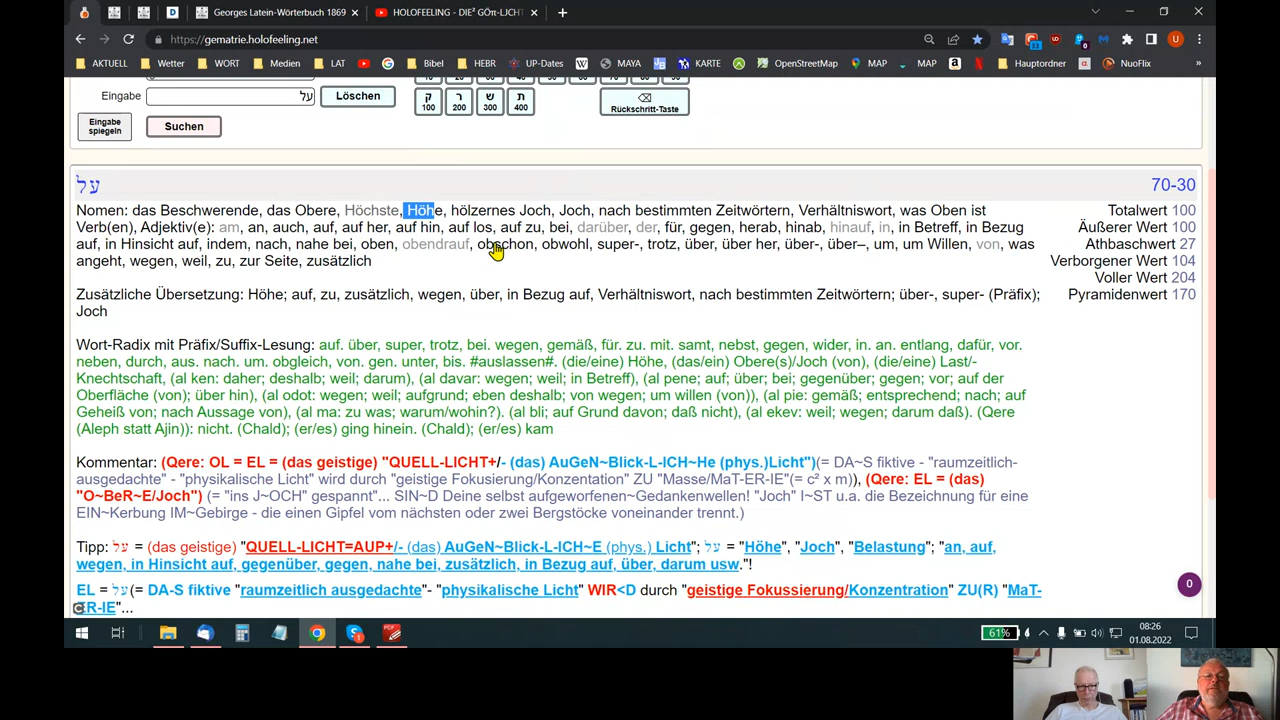 Georges Latein-Wörterbuch 1869
HOLOFEELING - DIE² GÖπ-LJCHT
https://gematrie.holofeeling.net
AKTUELL Wetter WORT Medien LAT Bibel HEBR UP-Dates MAYA KARTE OpenStreetMap MAP MAP Hauptordner NuoFlix »
Eingabe על Löschen
ק 100 ר 200 ש 300 ת 400 Rückschritt-Taste
Eingabe spiegeln Suchen
על 70-30
Nomen: das Beschwerende, das Obere, Höchste, Höhe, hölzernes Joch, Joch, nach bestimmten Zeitwörtern, Verhältniswort, was Oben ist Totalwert 100
Verb(en), Adjektiv(e): am, an, auch, auf, auf her, auf hin, auf los, auf zu, bei, darüber, der, für, gegen, herab, hinab, hinauf, in, in Betreff, in Bezug Äußerer Wert 100
auf, in Hinsicht auf, indem, nach, nahe bei, oben, obendrauf, obschon, obwohl, super-, trotz, über, über her, über-, über–, um, um Willen, von, was Athbaschwert 27
angeht, wegen, weil, zu, zur Seite, zusätzlich Verborgener Wert 104
Voller Wert 204
Zusätzliche Übersetzung: Höhe; auf, zu, zusätzlich, wegen, über, in Bezug auf, Verhältniswort, nach bestimmten Zeitwörtern; über-, super- (Präfix); Pyramidenwert 170
Joch
Wort-Radix mit Präfix/Suffix-Lesung: auf. über, super, trotz, bei. wegen, gemäß, für. zu. mit. samt, nebst, gegen, wider, in. an. entlang, dafür, vor.
neben, durch, aus. nach. um. obgleich, von. gen. unter, bis. #auslassen#. (die/eine) Höhe, (das/ein) Obere(s)/Joch (von), (die/eine) Last/-
Knechtschaft, (al ken: daher; deshalb; weil; darum), (al davar: wegen; weil; in Betreff), (al pene; auf; über; bei; gegenüber; gegen; vor; auf der
Oberfläche (von); über hin), (al odot: wegen; weil; aufgrund; eben deshalb; von wegen; um willen (von)), (al pie: gemäß; entsprechend; nach; auf
Geheiß von; nach Aussage von), (al ma: zu was; warum/wohin?). (al bli; auf Grund davon; daß nicht), (al ekev: weil; wegen; darum daß). (Qere
(Aleph statt Ajin)): nicht. (Chald); (er/es) ging hinein. (Chald); (er/es) kam
Kommentar: (Qere: OL = EL = (das geistige) "QUELL-LICHT+/- (das) AuGeN~Blick-L-ICH~He (phys.)Licht")(= DA~S fiktive - "raumzeitlich-
ausgedachte" - "physikalische Licht" wird durch "geistige Fokusierung/Konzentation" ZU "Masse/MaT-ER-IE"(= c² x m)), (Qere: EL = (das)
"O~BeR~E/Joch") (= "ins J~OCH" gespannt"... SIN~D Deine selbst aufgeworfenen~Gedankenwellen! "Joch" I~ST u.a. die Bezeichnung für eine
EIN~Kerbung IM~Gebirge - die einen Gipfel vom nächsten oder zwei Bergstöcke voneinander trennt.)
Tipp: על = (das geistige) "QUELL-LICHT=AUP+/- (das) AuGeN~Blick-L-ICH~E (phys.) Licht"; על = "Höhe", "Joch", "Belastung"; "an, auf,
wegen, in Hinsicht auf, gegenüber, gegen, nahe bei, zusätzlich, in Bezug auf, über, darum usw."!
EL = על(= DA-S fiktive "raumzeitlich ausgedachte"- "physikalische Licht" WIR<D durch "geistige Fokussierung/Konzentration" ZU(R) "MaT-
ER-IE"...
0
61% 08:26
01.08.2022